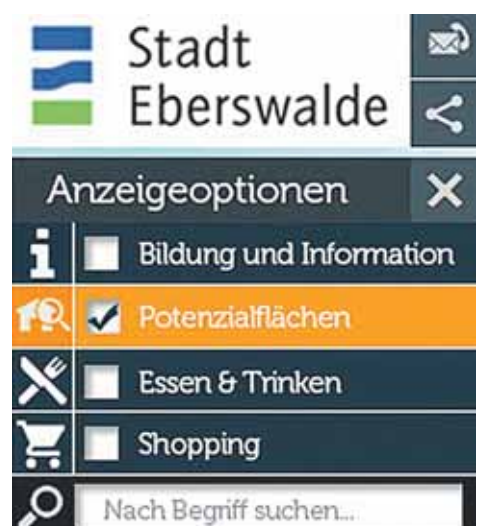 Stadt
Eberswalde
Anzeigeoptionen
Bildung und Information
Potenzialflächen
Essen & Trinken
Shopping
Nach Begriff suchen...